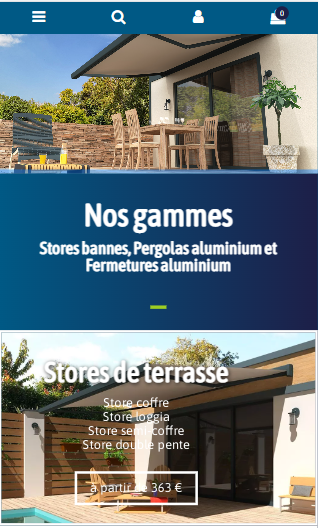 0
Nos gammes
Stores bannes, Pergolas aluminium et
Fermetures aluminium
Stores de terrasse
Store coffre
Store loggia
Store semi-coffre
Store double pente
à partir de 363 €